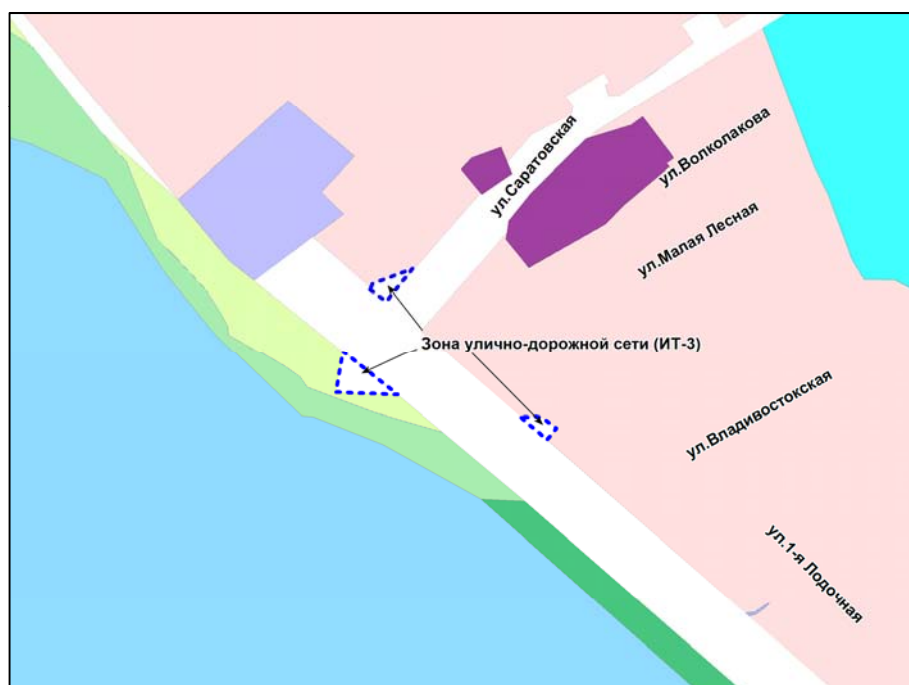 ул.Волколакова
ул.Саратовская
ул.Малая Лесная
Зона улично-дорожной сети (ИТ-3)
ул.Владивостокская
ул.1-я Лодочная